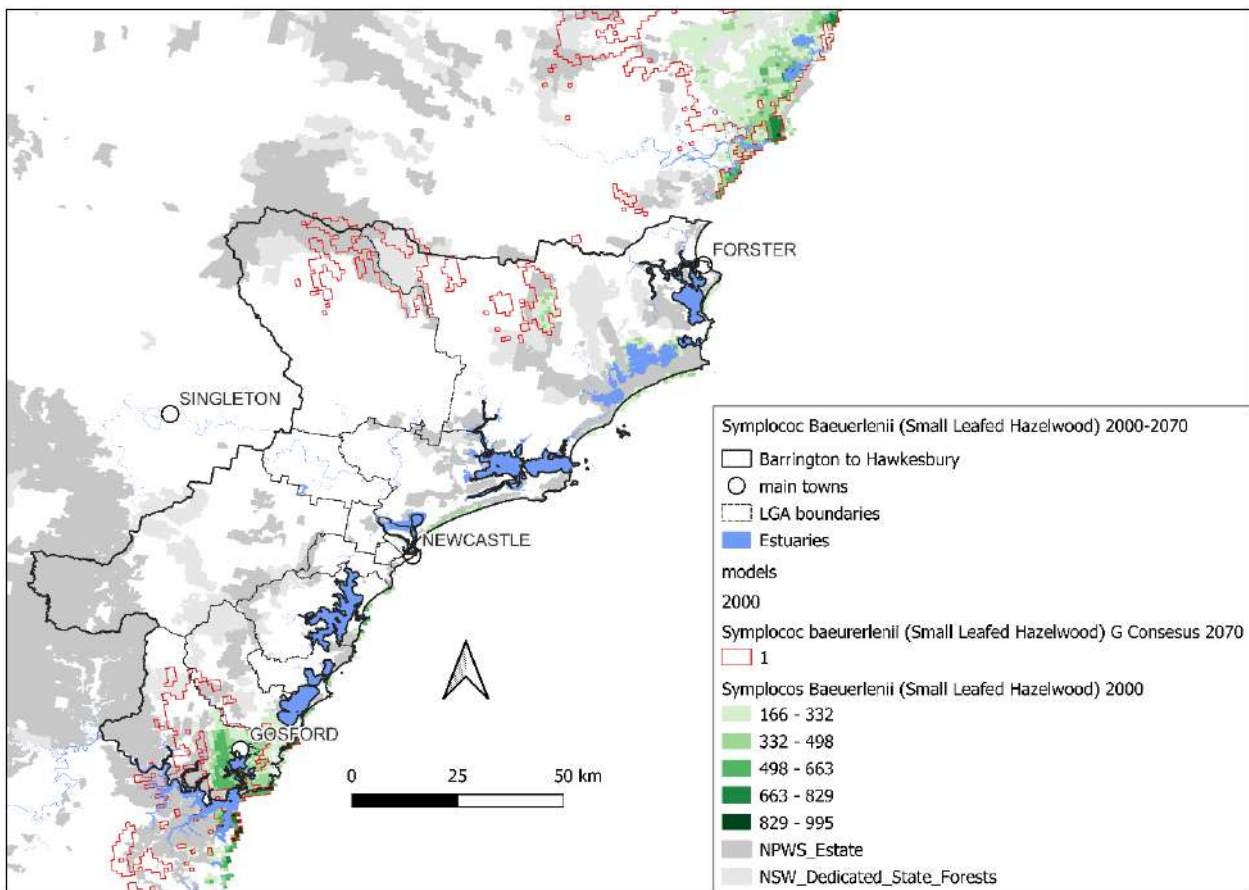 FORSTER
SINGLETON
NEWCASTLE
GOSFORD
0 25 50 km
Symplococ Baeuerlenii (Small Leafed Hazelwood) 2000-2070
Barrington to Hawkesbury
main towns
LGA boundaries
Estuaries
models
2000
Symplococ baeurerlenii (Small Leafed Hazelwood) G Consesus 2070
1
Symplocos Baeuerlenii (Small Leafed Hazelwood) 2000
166 - 332
332 - 498
498 - 663
663 - 829
829 - 995
NPWS_Estate
NSW_Dedicated_State_Forests